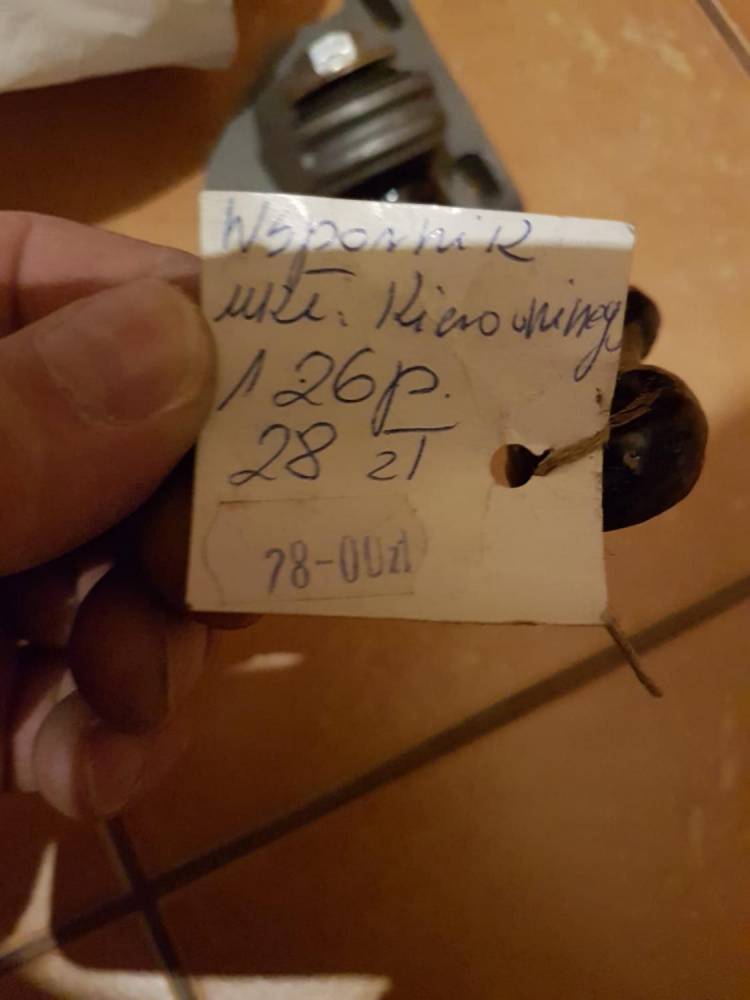 Wspornik
ukł. Kierowniczego
126p.
28 zł
28-00zł